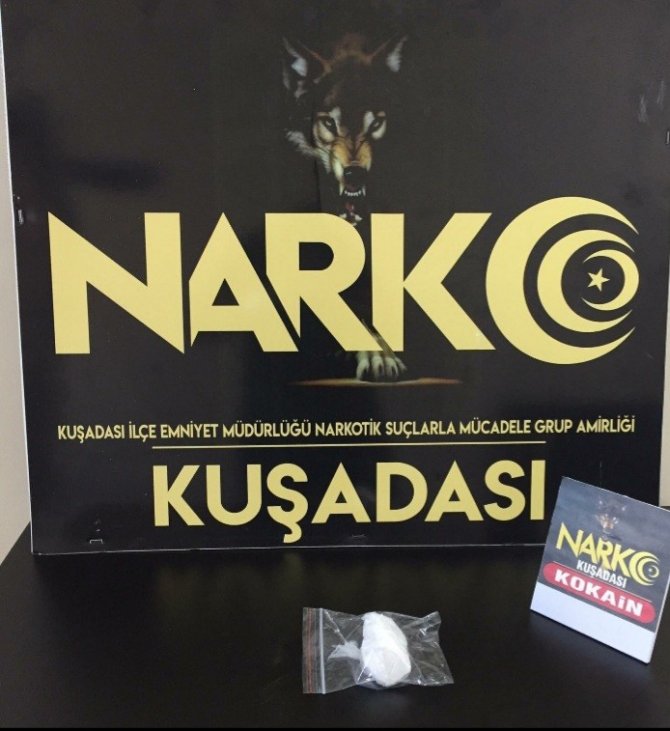 NARKO
KUŞADASI İLÇE EMNİYET MÜDÜRLÜĞÜ NARKOTİK SUÇLARLA MÜCADELE GRUP AMİRLİĞİ
KUŞADASI
NARKO
KUŞADASI
KOKAİN